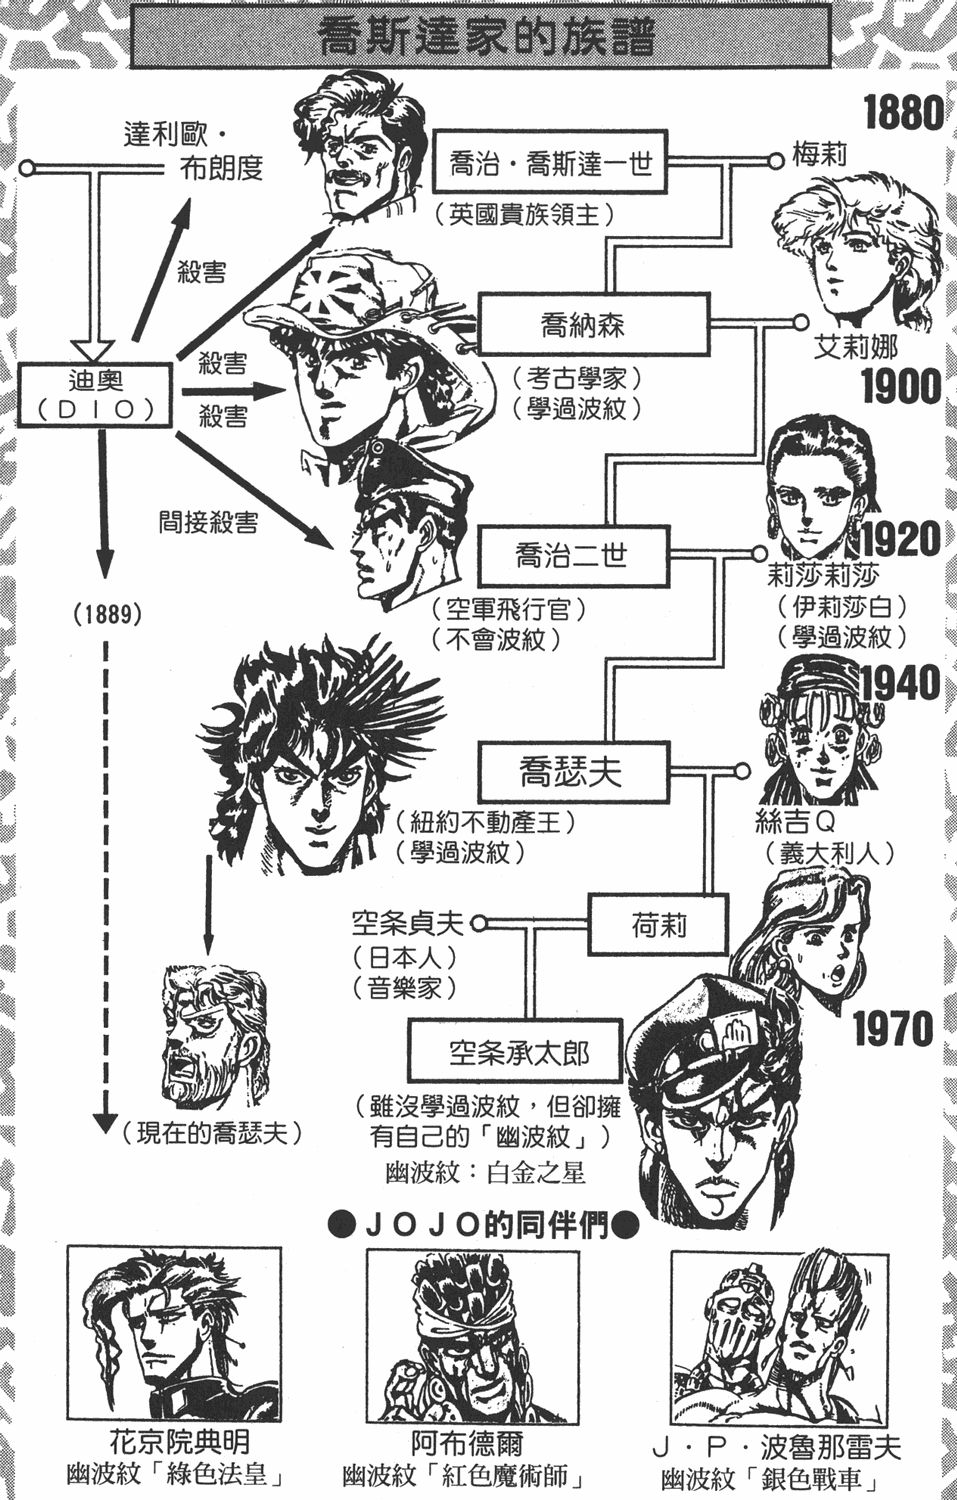 喬斯達家的族譜
1880
達利歐・
布朗度
喬治・喬斯達一世
梅莉
(英國貴族領主)
殺害
喬納森
艾莉娜
迪奧
(DIO)
殺害
殺害
(考古學家)
(學過波紋)
1900
間接殺害
喬治二世
1920
莉莎莉莎
(伊莉莎白)
(學過波紋)
(空軍飛行官)
(不會波紋)
(1889)
1940
喬瑟夫
(紐約不動產王)
(學過波紋)
絲吉Q
(義大利人)
空条貞夫
(日本人)
(音樂家)
荷莉
1970
空条承太郎
(雖沒學過波紋,但卻擁
有自己的「幽波紋」)
幽波紋:白金之星
(現在的喬瑟夫)
●JOJO的同伴們●
花京院典明
幽波紋「綠色法皇」
阿布德爾
幽波紋「紅色魔術師」
J・P・波魯那雷夫
幽波紋「銀色戰車」